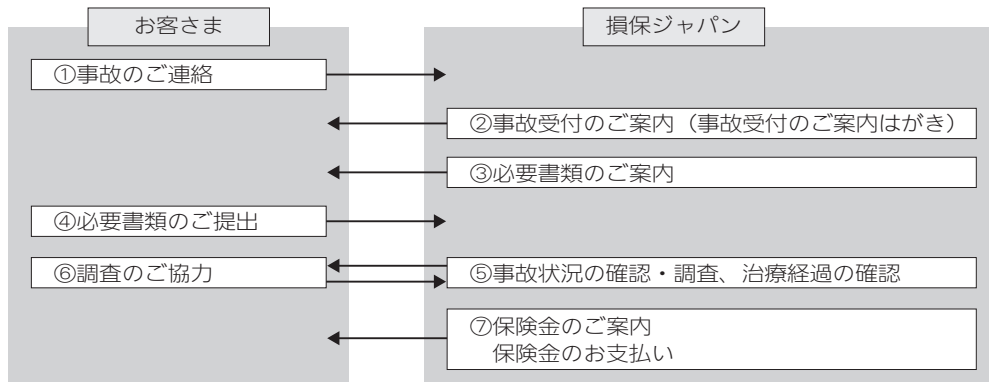 お客さま
損保ジャパン
①事故のご連絡
②事故受付のご案内（事故受付のご案内はがき）
③必要書類のご案内
④必要書類のご提出
⑥調査のご協力
⑤事故状況の確認・調査、治療経過の確認
⑦保険金のご案内
保険金のお支払い